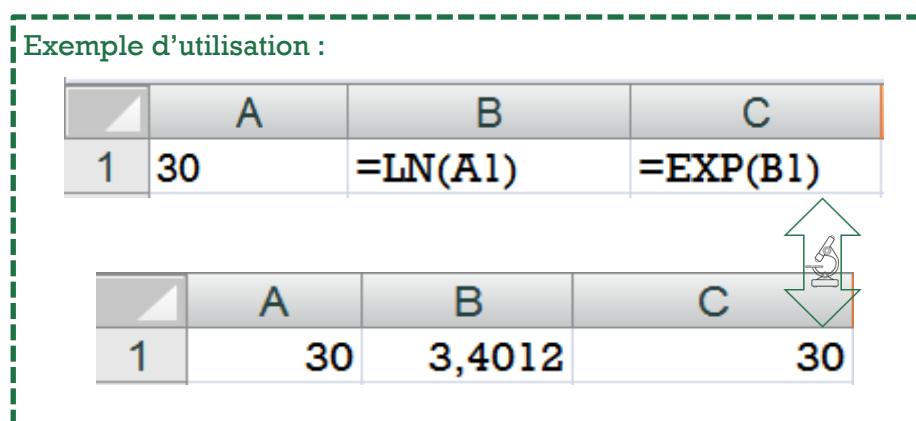 Exemple d’utilisation :
A B C
1 30 =LN(A1) =EXP(B1)
A B C
1 30 3,4012 30